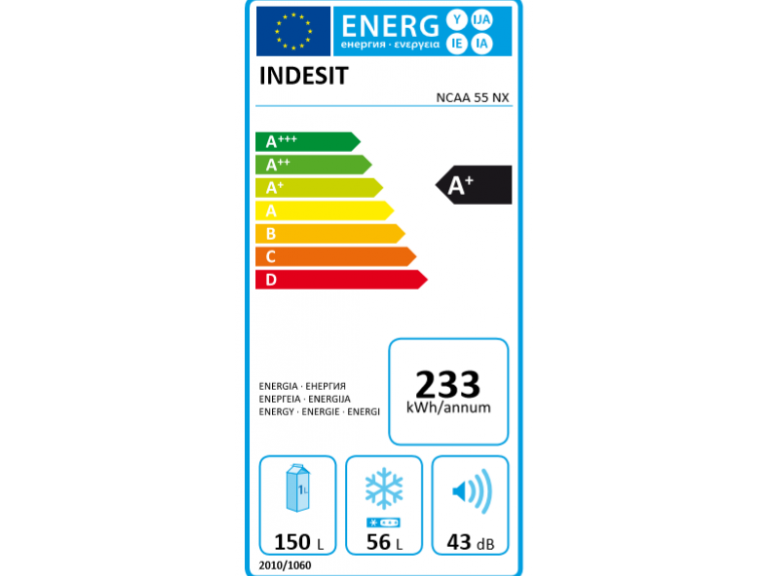 ENERG
енергия · ενεργεια
Y
IJA
IE
IA
INDESIT
NCAA 55 NX
A+++
A++
A+
A
B
C
D
A+
233
kWh/annum
ENERGIA · ЕНЕРГИЯ
ΕΝΕΡΓΕΙΑ · ENERGIJA
ENERGY · ENERGIE · ENERGI
1L
150 L
56 L
43 dB
2010/1060